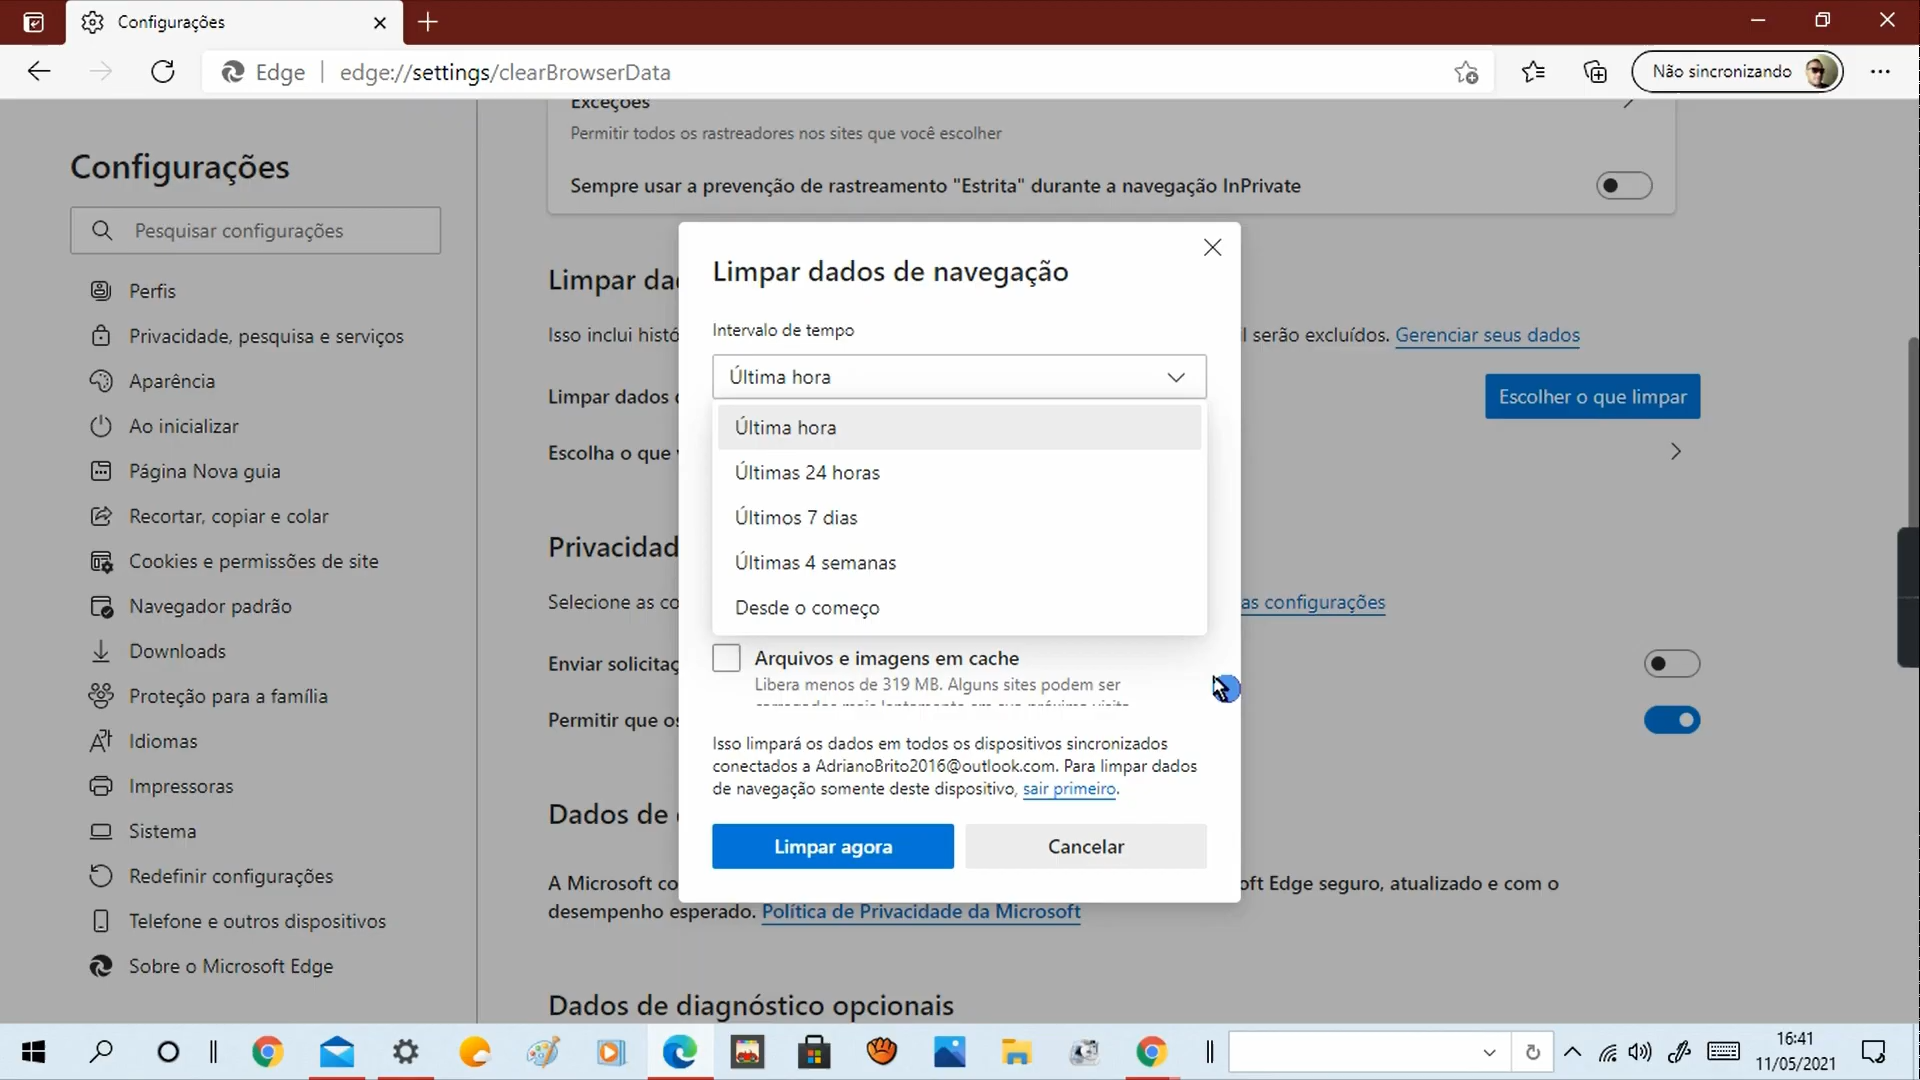 Configurações
Edge | edge://settings/clearBrowserData
Não sincronizando
Configurações
Pesquisar configurações
Perfis
Privacidade, pesquisa e serviços
Aparência
Ao inicializar
Página Nova guia
Recortar, copiar e colar
Cookies e permissões de site
Navegador padrão
Downloads
Proteção para a família
Idiomas
Impressoras
Sistema
Redefinir configurações
Telefone e outros dispositivos
Sobre o Microsoft Edge
Exceções
Permitir todos os rastreadores nos sites que você escolher
Sempre usar a prevenção de rastreamento "Estrita" durante a navegação InPrivate
Limpar da
Isso inclui histó
l serão excluídos. Gerenciar seus dados
Limpar dados
Escolher o que limpar
Escolha o que
Privacidad
Selecione as co
as configurações
Enviar solicitaç
Permitir que os
Dados de
A Microsoft co
oft Edge seguro, atualizado e com o
desempenho esperado. Política de Privacidade da Microsoft
Dados de diagnóstico opcionais
Limpar dados de navegação
Intervalo de tempo
Última hora
Última hora
Últimas 24 horas
Últimos 7 dias
Últimas 4 semanas
Desde o começo
Arquivos e imagens em cache
Libera menos de 319 MB. Alguns sites podem ser
Isso limpará os dados em todos os dispositivos sincronizados
conectados a AdrianoBrito2016@outlook.com. Para limpar dados
de navegação somente deste dispositivo, sair primeiro.
Limpar agora
Cancelar
16:41
11/05/2021